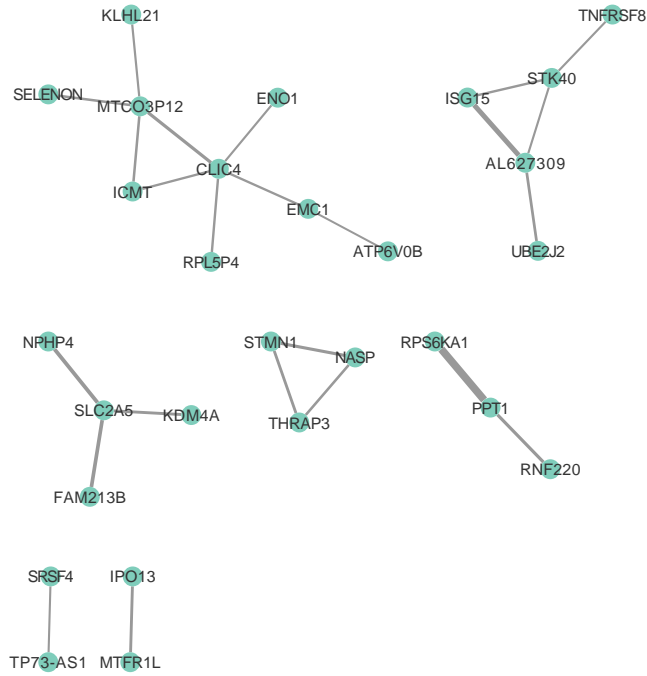 KLHL21
TNFRSF8
STK40
SELENON
MTCO3P12
ENO1
ISG15
AL627309
CLIC4
ICMT
EMC1
RPL5P4
ATP6V0B
UBE2J2
NPHP4
STMN1
NASP
RPS6KA1
SLC2A5
KDM4A
THRAP3
PPT1
RNF220
FAM213B
SRSF4
IPO13
TP73-AS1
MTFR1L